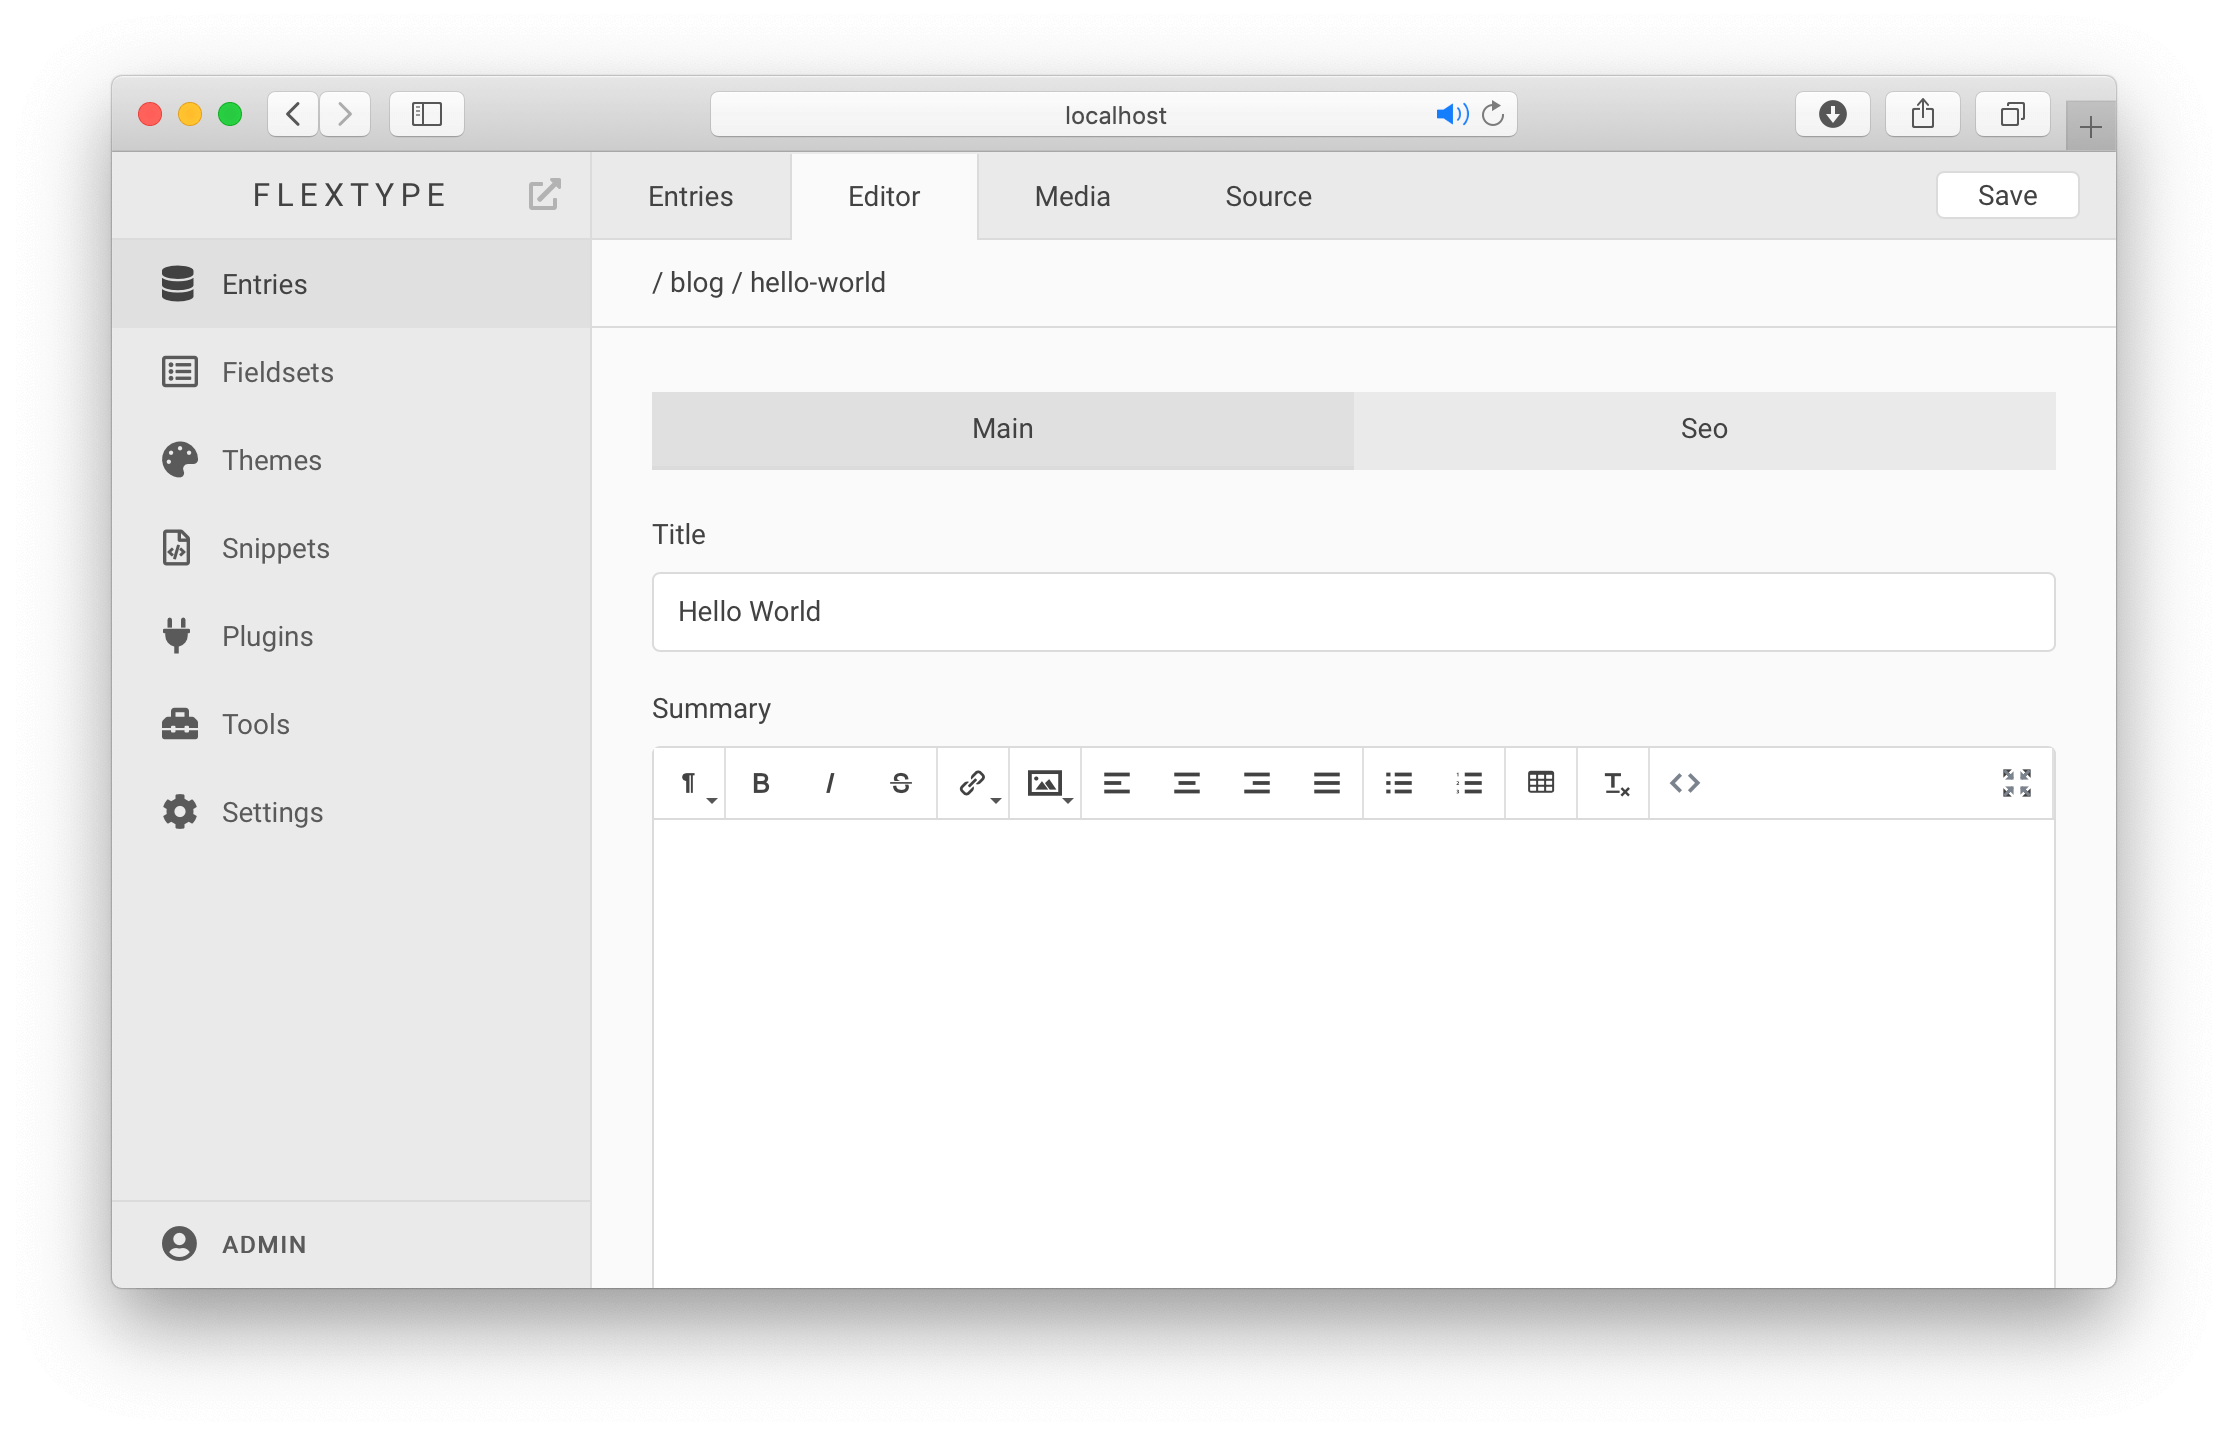 localhost
FLEXTYPE
Entries
Editor
Media
Source
Save
Entries
Fieldsets
Themes
Snippets
Plugins
Tools
Settings
ADMIN
/ blog / hello-world
Main
Seo
Title
Hello World
Summary